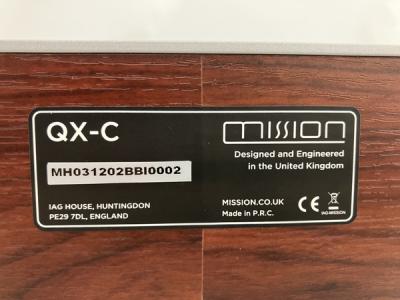 QX-C
mission
Designed and Engineered
in the United Kingdom
MH031202BBI0002
IAG HOUSE, HUNTINGDON
PE29 7DL, ENGLAND
MISSION.CO.UK
Made in P.R.C.
CE
IAG-MISSION